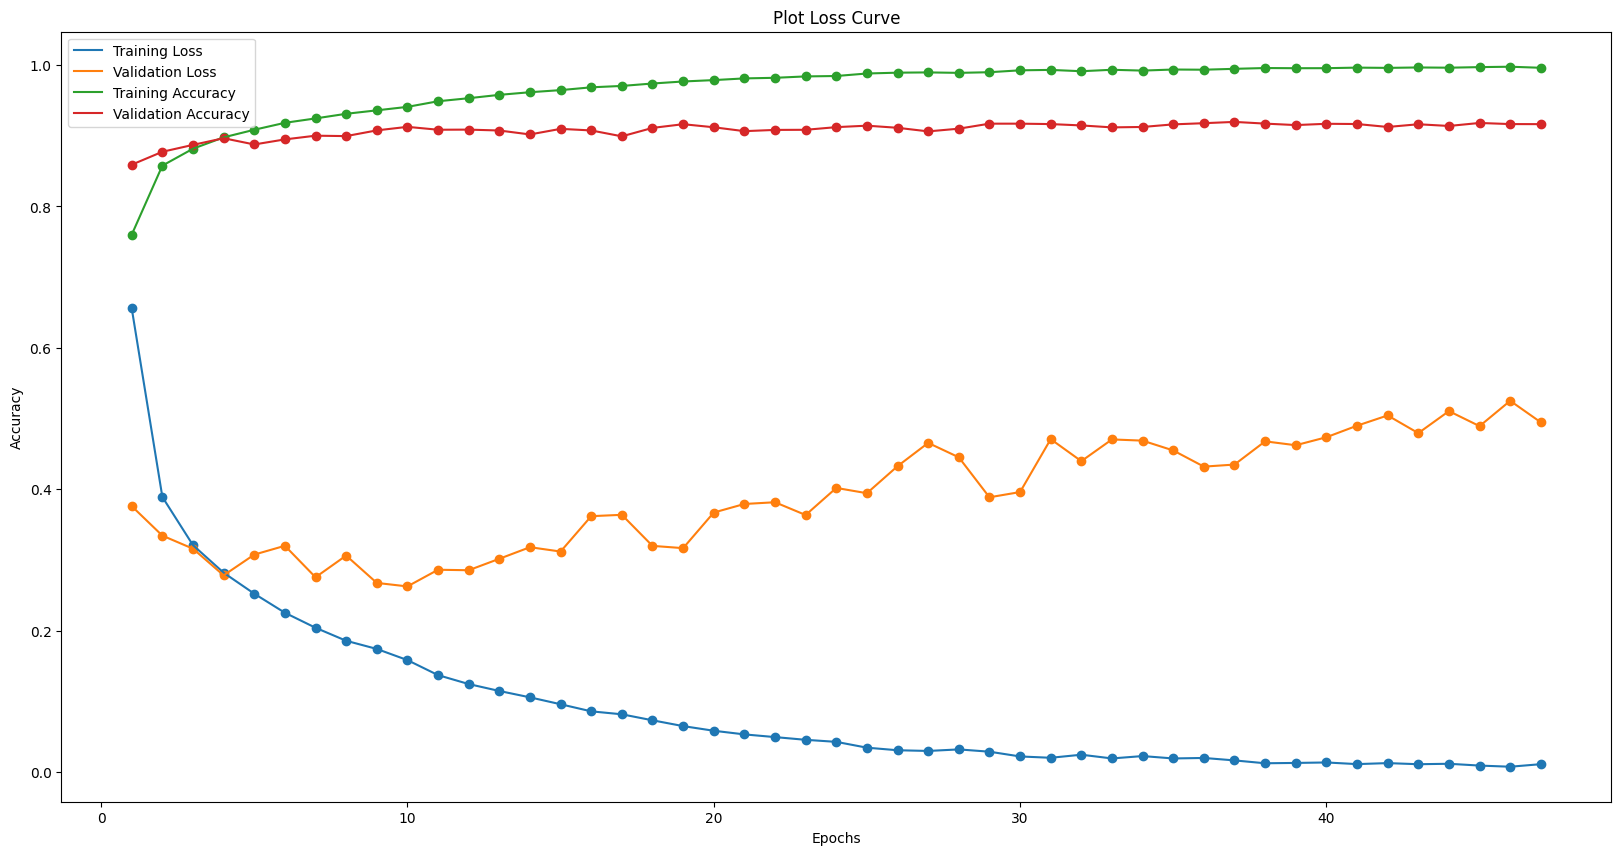 Plot Loss Curve
Training Loss
Validation Loss
Training Accuracy
Validation Accuracy
1.0
0.8
0.6
0.4
0.2
0.0
Accuracy
0 10 20 30 40
Epochs